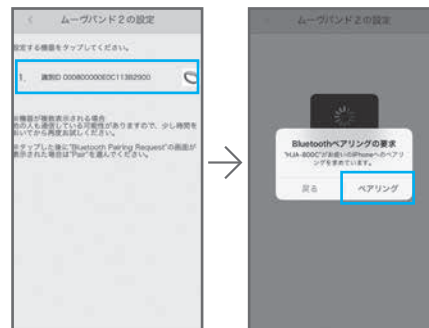 ムーヴバンド2の設定
設定する機器をタップしてください。
1. 識別ID 000800000E0C113B2900
※機器が複数表示される場合
他の人も通信している可能性がありますので、少し時間を
おいてから再度お試しください。
※タップした後に"Bluetooth Pairing Request"の画面が
表示された場合は"Pair"を選んでください。
ムーヴバンド2の設定
Bluetoothペアリングの要求
"HJA-800C"がお使いのiPhoneへのペアリ
ングを求めています。
戻る ペアリング